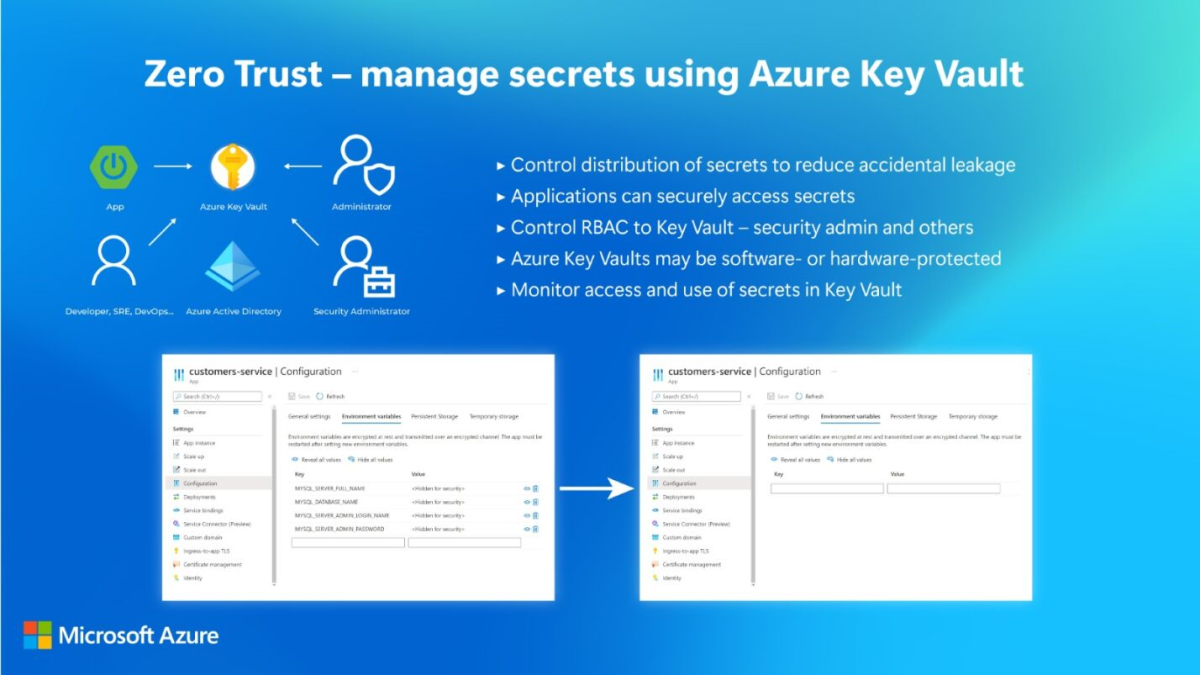 Zero Trust – manage secrets using Azure Key Vault
App
Azure Key Vault
Administrator
Developer, SRE, DevOps...
Azure Active Directory
Security Administrator
▸ Control distribution of secrets to reduce accidental leakage
▸ Applications can securely access secrets
▸ Control RBAC to Key Vault – security admin and others
▸ Azure Key Vaults may be software- or hardware-protected
▸ Monitor access and use of secrets in Key Vault
customers-service | Configuration ...
App
Search (Ctrl+/)
Overview
Settings
App Instance
Scale up
Scale out
Configuration
Deployments
Service bindings
Service Connector (Preview)
Custom domain
Ingress-to-app TLS
Certificate management
Identity
Save Refresh
General settings Environment variables Persistent Storage Temporary storage
Environment variables are encrypted at rest and transmitted over an encrypted channel. The app must be
restarted after setting new environment variables.
Reveal all values Hide all values
Key Value
MYSQL_SERVER_FULL_NAME <Hidden for security>
MYSQL_DATABASE_NAME <Hidden for security>
MYSQL_SERVER_ADMIN_LOGIN_NAME <Hidden for security>
MYSQL_SERVER_ADMIN_PASSWORD <Hidden for security>
customers-service | Configuration ...
App
Search (Ctrl+/)
Overview
Settings
App Instance
Scale up
Scale out
Configuration
Deployments
Service bindings
Service Connector (Preview)
Custom domain
Ingress-to-app TLS
Certificate management
Identity
Save Refresh
General settings Environment variables Persistent Storage Temporary storage
Environment variables are encrypted at rest and transmitted over an encrypted channel. The app must be
restarted after setting new environment variables.
Reveal all values Hide all values
Key Value
Microsoft Azure